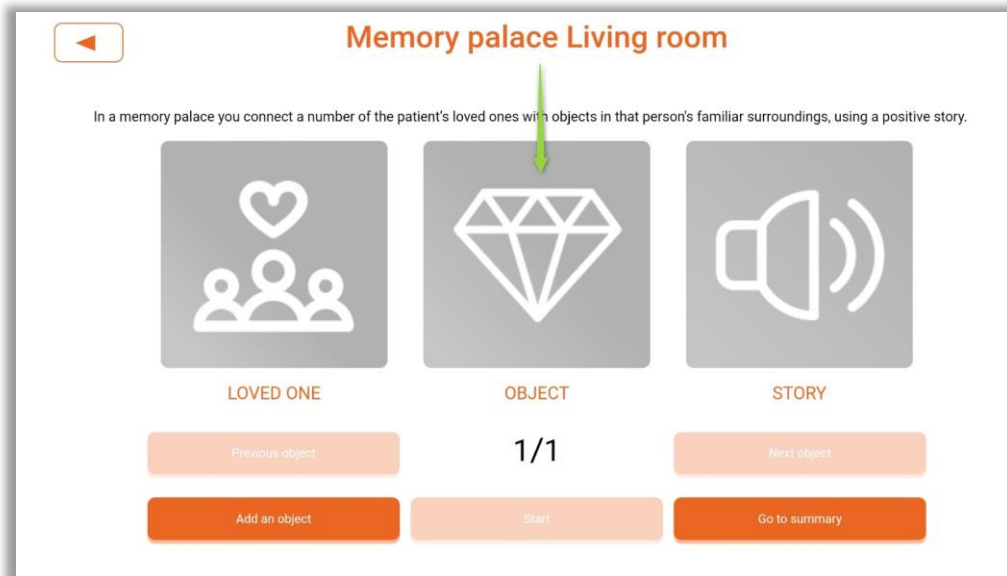 Memory palace Living room
In a memory palace you connect a number of the patient's loved ones with objects in that person's familiar surroundings, using a positive story.
LOVED ONE
OBJECT
STORY
Previous object
1/1
Next object
Add an object
Start
Go to summary